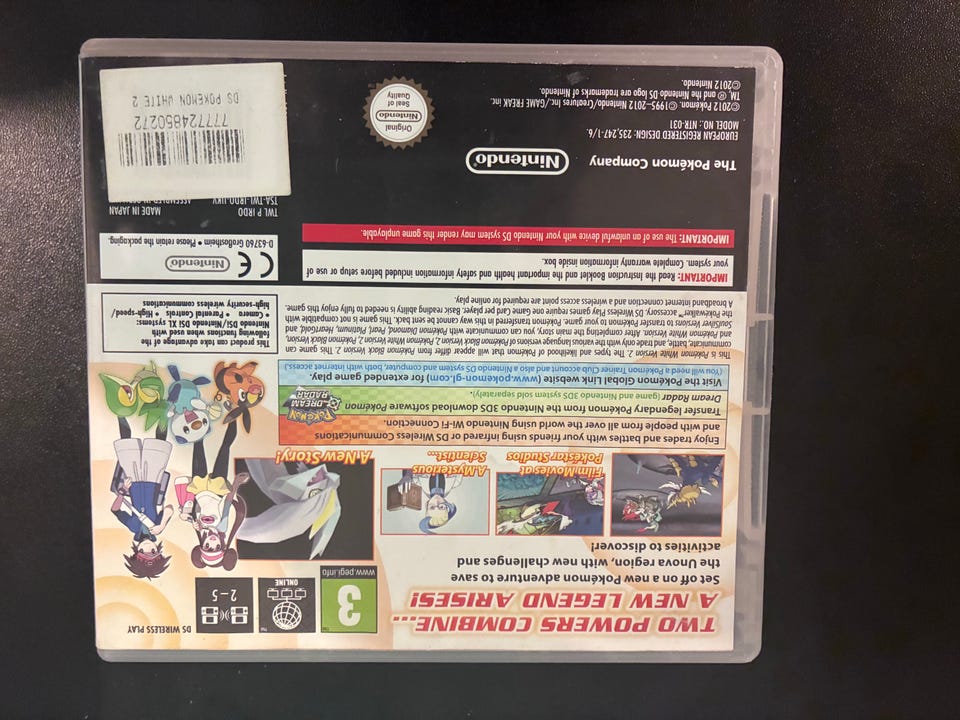 TWO POWERS COMBINE...
A NEW LEGEND ARISES!
Set off on a new Pokémon adventure to save
the Unova region, with new challenges and
activities to discover!
3
www.pegi.info
ONLINE
TM
2-5
TM
DS WIRELESS PLAY
Film Movies at
Pokéstar Studios
A Mysterious
Scientist...
A New Story!
Enjoy trades and battles with your friends using infrared or DS Wireless Communications
and with people from all over the world using Nintendo Wi-Fi Connection.
Transfer legendary Pokémon from the Nintendo 3DS download software Pokémon
Dream Radar (game and Nintendo 3DS system sold separately).
POKÉMON
DREAM
RADAR
Visit the Pokémon Global Link website (www.pokemon-gl.com) for extended game play.
(You will need a Pokémon Trainer Club account and also a Nintendo DS system and computer, both with internet access.)
This is Pokémon White Version 2. The types and likelihood of Pokémon that will appear differ from Pokémon Black Version 2. This game can
communicate, battle, and trade only with the various language versions of Pokémon Black Version 2, Pokémon White Version 2, Pokémon Black Version,
and Pokémon White Version. After completing the main story, you can communicate with Pokémon Diamond, Pearl, Platinum, HeartGold, and
SoulSilver Versions to transfer Pokémon to your game. Pokémon transferred in this way cannot be sent back. This game is not compatible with
the Pokéwalker™ accessory. DS Wireless Play games require one Game Card per player. Basic reading ability is needed to fully enjoy this game.
A broadband internet connection and a wireless access point are required for online play.
This product can take advantage of the
following functions when used with
Nintendo DSi/Nintendo DSi XL systems:
• Camera • Parental Controls • High-speed/
high-security wireless communications
IMPORTANT: Read the Instruction Booklet and the important health and safety information included before setup or use of
your system. Complete warranty information inside box.
IMPORTANT: The use of an unlawful device with your Nintendo DS system may render this game unplayable.
CE
Nintendo
D-63760 Großostheim • Please retain the packaging.
TWL P IRDO
TSA-TWL-IRDO-UKV
MADE IN JAPAN
The Pokémon Company
Nintendo
EUROPEAN REGISTERED DESIGN: 235,247-1/6.
MODEL NO.: NTR-031
©2012 Pokémon. ©1995-2012 Nintendo/Creatures inc./GAME FREAK inc.
TM, ® and the Nintendo DS logo are trademarks of Nintendo.
©2012 Nintendo.
Original
Nintendo
Seal of
Quality
7777724850272
DS POKEMON WHITE 2